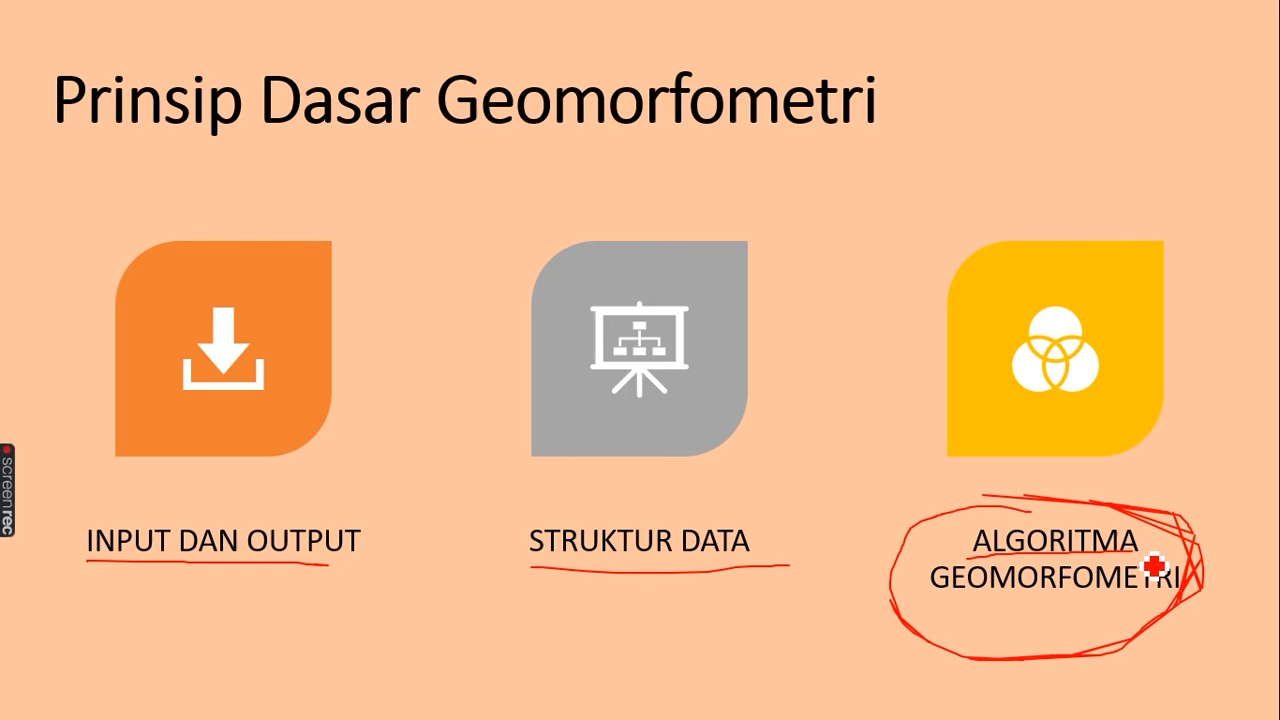 Prinsip Dasar Geomorfometri
INPUT DAN OUTPUT
STRUKTUR DATA
ALGORITMA
GEOMORFOMETRI
screenrec